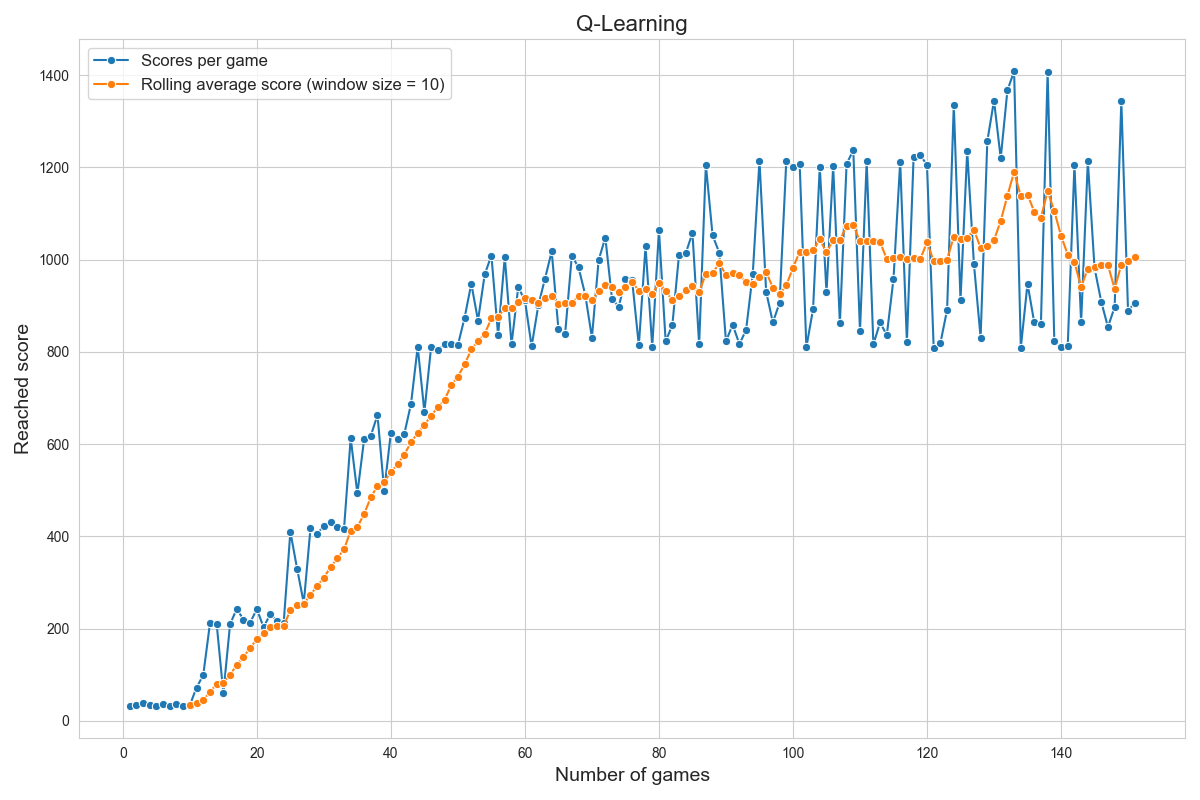 Q-Learning
Scores per game
Rolling average score (window size = 10)
1400
1200
1000
800
600
400
200
0
Reached score
0 20 40 60 80 100 120 140
Number of games